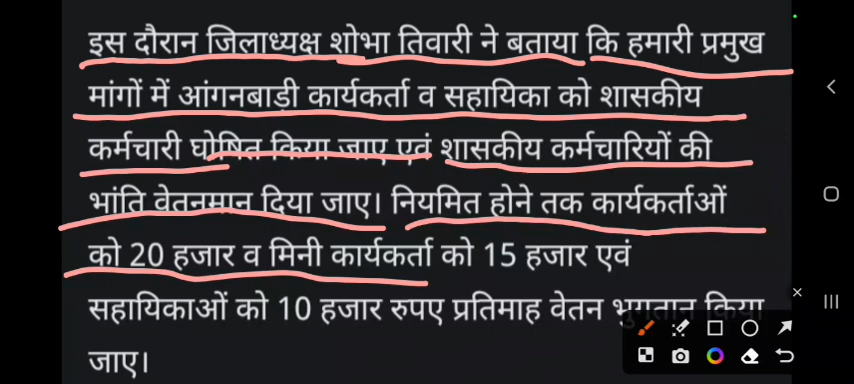 इस दौरान जिलाध्यक्ष शोभा तिवारी ने बताया कि हमारी प्रमुख
मांगों में आंगनबाड़ी कार्यकर्ता व सहायिका को शासकीय
कर्मचारी घोषित किया जाए एवं शासकीय कर्मचारियों की
भांति वेतनमान दिया जाए। नियमित होने तक कार्यकर्ताओं
को 20 हजार व मिनी कार्यकर्ता को 15 हजार एवं
सहायिकाओं को 10 हजार रुपए प्रतिमाह वेतन भुगतान किया
जाए।